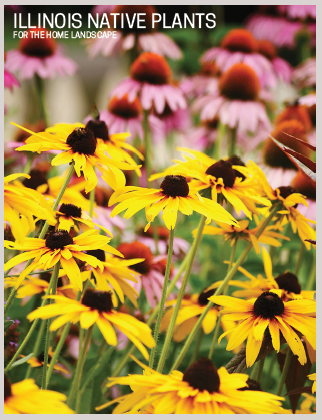 ILLINOIS NATIVE PLANTS
FOR THE HOME LANDSCAPE